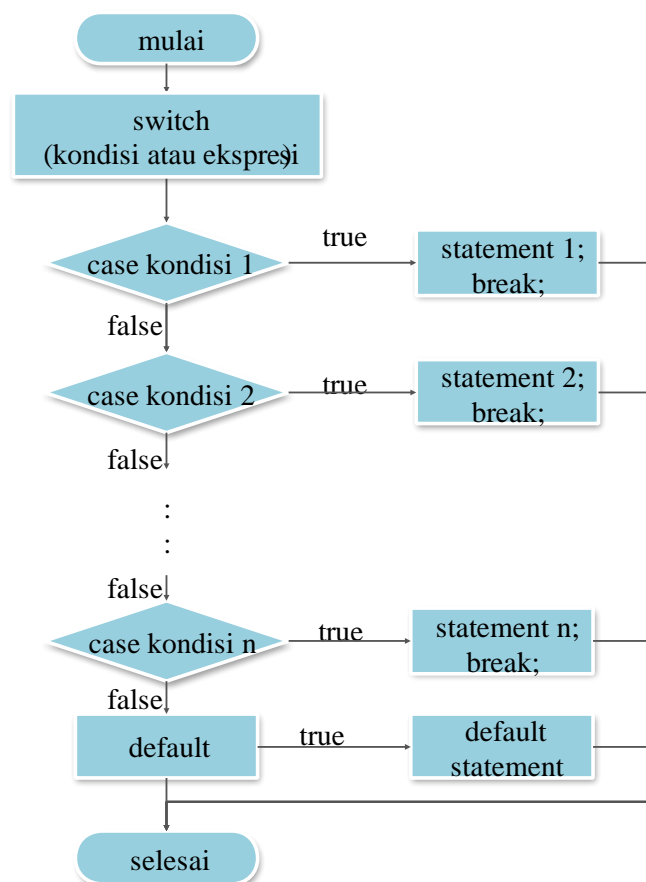 mulai
switch
(kondisi atau ekspresi)
case kondisi 1
true
statement 1;
break;
false
case kondisi 2
true
statement 2;
break;
false
:
:
false
case kondisi n
true
statement n;
break;
false
default
true
default
statement
selesai